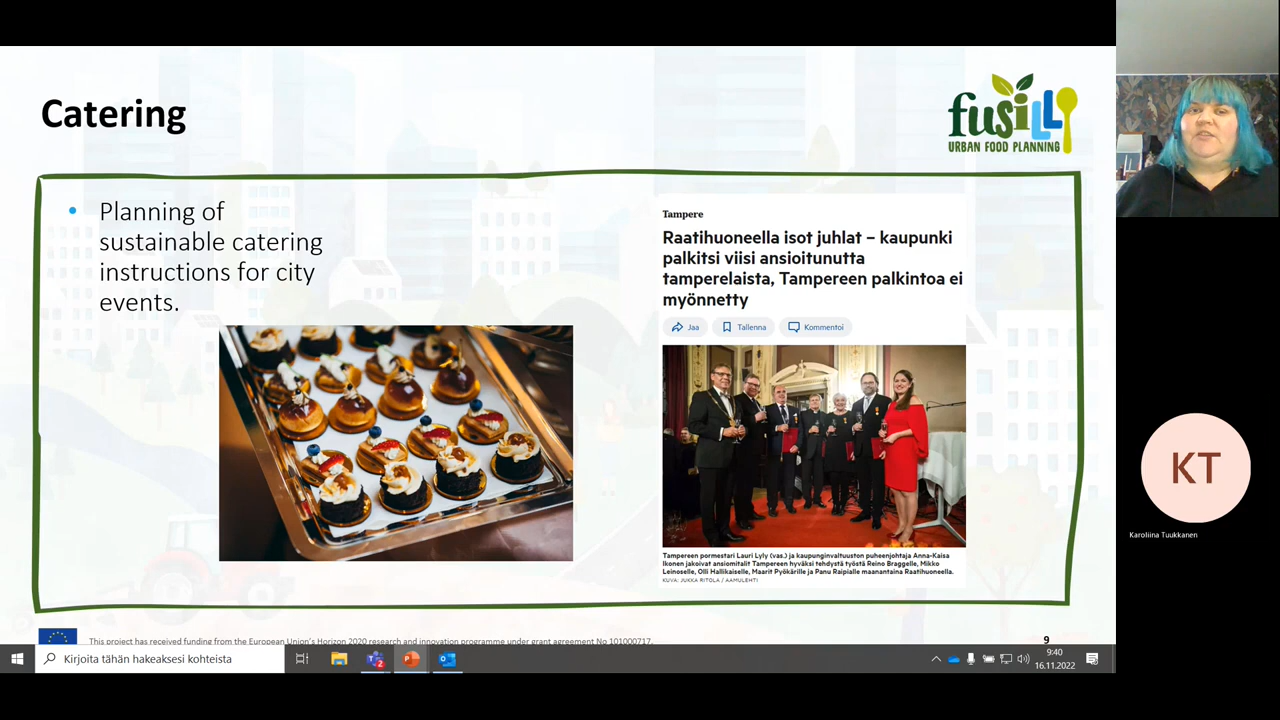 Catering
fusilli
URBAN FOOD PLANNING
• Planning of
sustainable catering
instructions for city
events.
Tampere
Raatihuoneella isot juhlat – kaupunki
palkitsi viisi ansioitunutta
tamperelaista, Tampereen palkintoa ei
myönnetty
Jaa
Tallenna
Kommentoi
Tampereen pormestari Lauri Lyly (vas.) ja kaupunginvaltuuston puheenjohtaja Anna-Kaisa
Ikonen jakoivat ansiomitalit Tampereen hyväksi tehdystä työstä Reino Braggelle, Mikko
Leinoselle, Olli Hallikaiselle, Maarit Pyökärille ja Panu Raipialle maanantaina Raatihuoneella.
KUVA: JUKKA RITOLA / AAMULEHTI
This project has received funding from the European Union's Horizon 2020 research and innovation programme under grant agreement No 101000717.
9
Kirjoita tähän hakeaksesi kohteista
2
9:40
16.11.2022
KT
Karoliina Tuukkanen